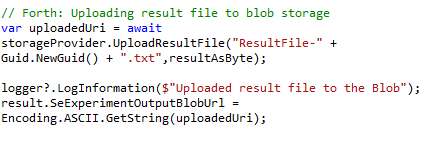 // Forth: Uploading result file to blob storage
var uploadedUri = await
storageProvider.UploadResultFile("ResultFile-" +
Guid.NewGuid() + ".txt",resultAsByte);
logger?.LogInformation($"Uploaded result file to the Blob");
result.SeExperimentOutputBlobUrl =
Encoding.ASCII.GetString(uploadedUri);